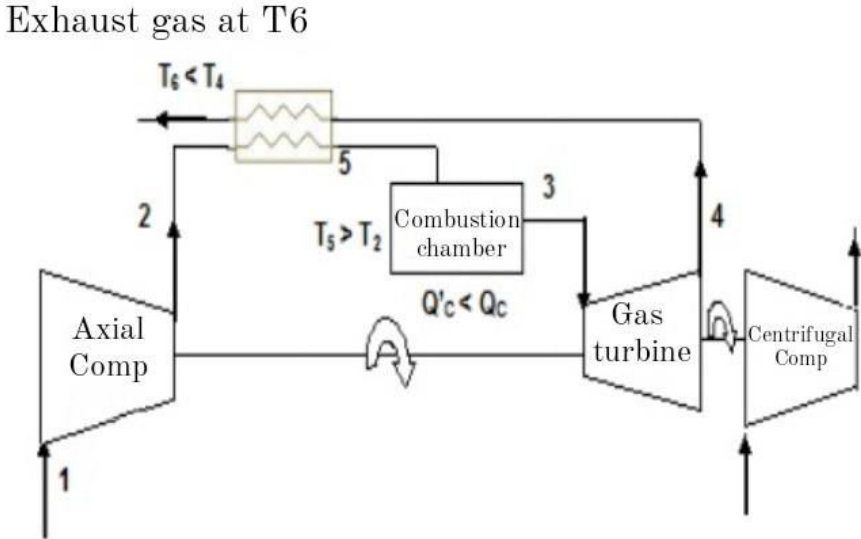 Exhaust gas at T6
T₆ < T₄
5
3
2
Combustion
chamber
T₅ > T₂
4
Q'c < Qc
Axial
Comp
Gas
turbine
Centrifugal
Comp
1